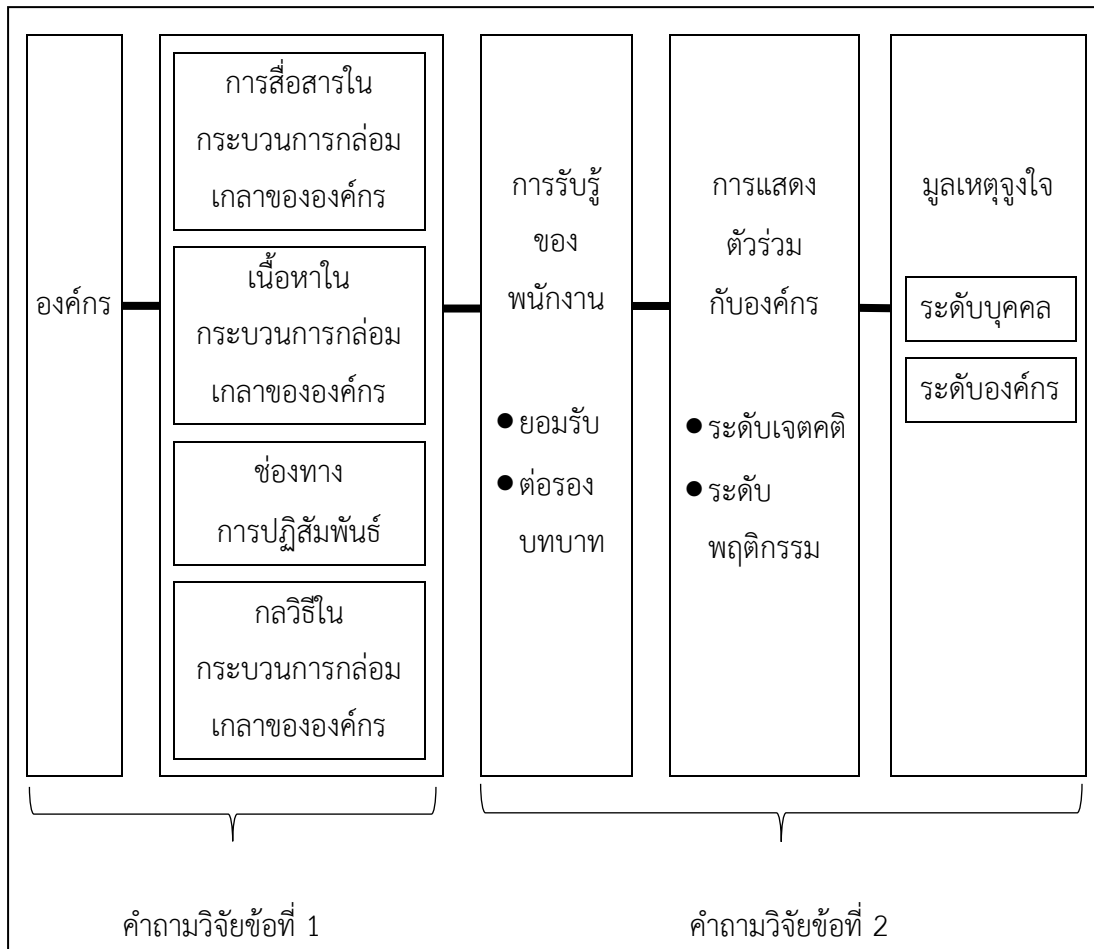 องค์กร
การสื่อสารใน
กระบวนการกล่อม
เกลาขององค์กร
เนื้อหาใน
กระบวนการกล่อม
เกลาขององค์กร
ช่องทาง
การปฏิสัมพันธ์
กลวิธีใน
กระบวนการกล่อม
เกลาขององค์กร
การรับรู้
ของ
พนักงาน
● ยอมรับ
● ต่อรอง
บทบาท
การแสดง
ตัวร่วม
กับองค์กร
● ระดับเจตคติ
● ระดับ
พฤติกรรม
มูลเหตุจูงใจ
ระดับบุคคล
ระดับองค์กร
คำถามวิจัยข้อที่ 1
คำถามวิจัยข้อที่ 2